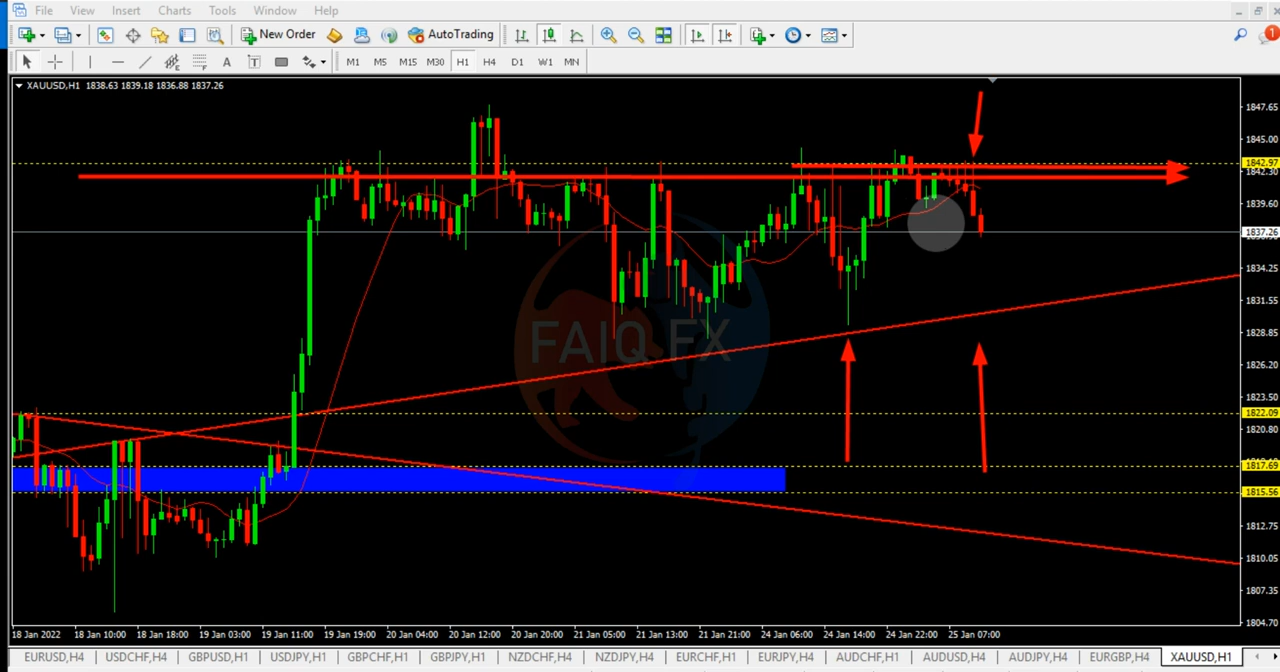 File View Insert Charts Tools Window Help
New Order AutoTrading 1
A T M1 M5 M15 M30 H1 H4 D1 W1 MN
XAUUSD,H1 1838.63 1839.18 1836.88 1837.26
1847.65
1845.00
1842.97
1842.30
1839.60
1837.26
1834.25
1831.55
FAIQ FX
1828.85
1826.20
1823.50
1822.09
1820.80
1817.69
1815.56
1812.75
1810.05
1807.35
1804.70
18 Jan 2022 18 Jan 10:00 18 Jan 18:00 19 Jan 03:00 19 Jan 11:00 19 Jan 19:00 20 Jan 04:00 20 Jan 12:00 20 Jan 20:00 21 Jan 05:00 21 Jan 13:00 21 Jan 21:00 24 Jan 06:00 24 Jan 14:00 24 Jan 22:00 25 Jan 07:00
EURUSD,H4 USDCHF,H4 GBPUSD,H1 USDJPY,H1 GBPCHF,H1 GBPJPY,H1 NZDCHF,H4 NZDJPY,H4 EURCHF,H1 EURJPY,H4 AUDCHF,H1 AUDUSD,H4 AUDJPY,H4 EURGBP,H4 XAUUSD,H1